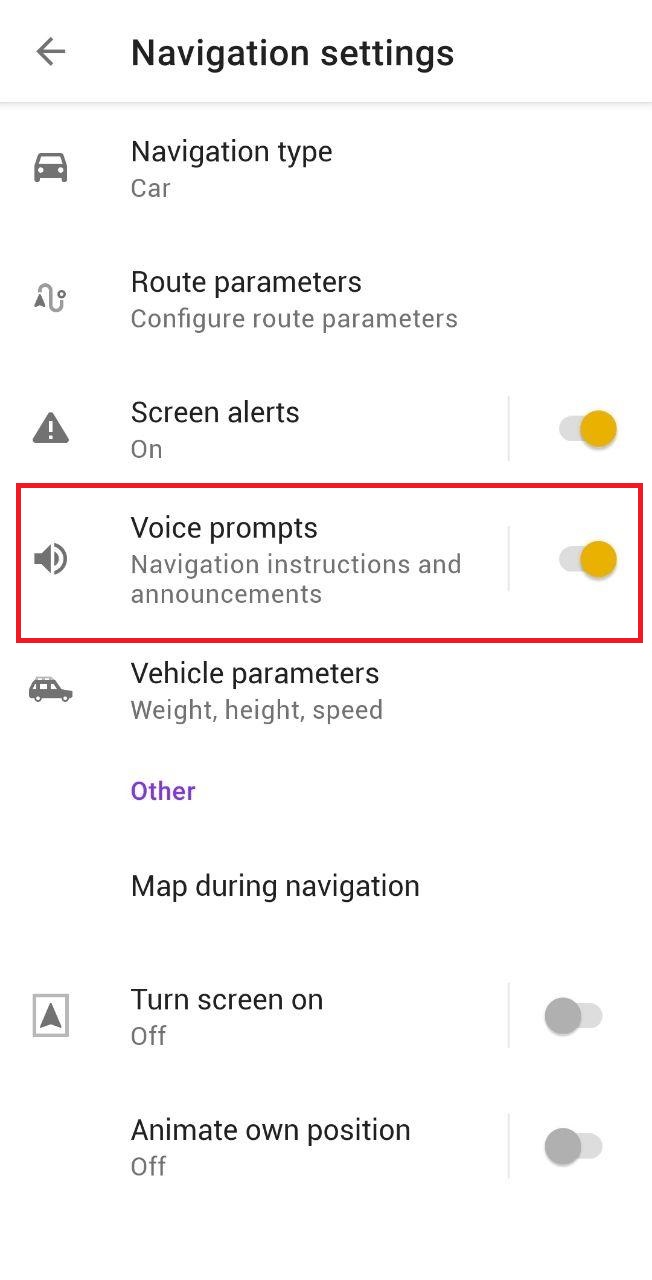 Navigation settings
Navigation type
Car
Route parameters
Configure route parameters
Screen alerts
On
Voice prompts
Navigation instructions and
announcements
Vehicle parameters
Weight, height, speed
Other
Map during navigation
Turn screen on
Off
Animate own position
Off